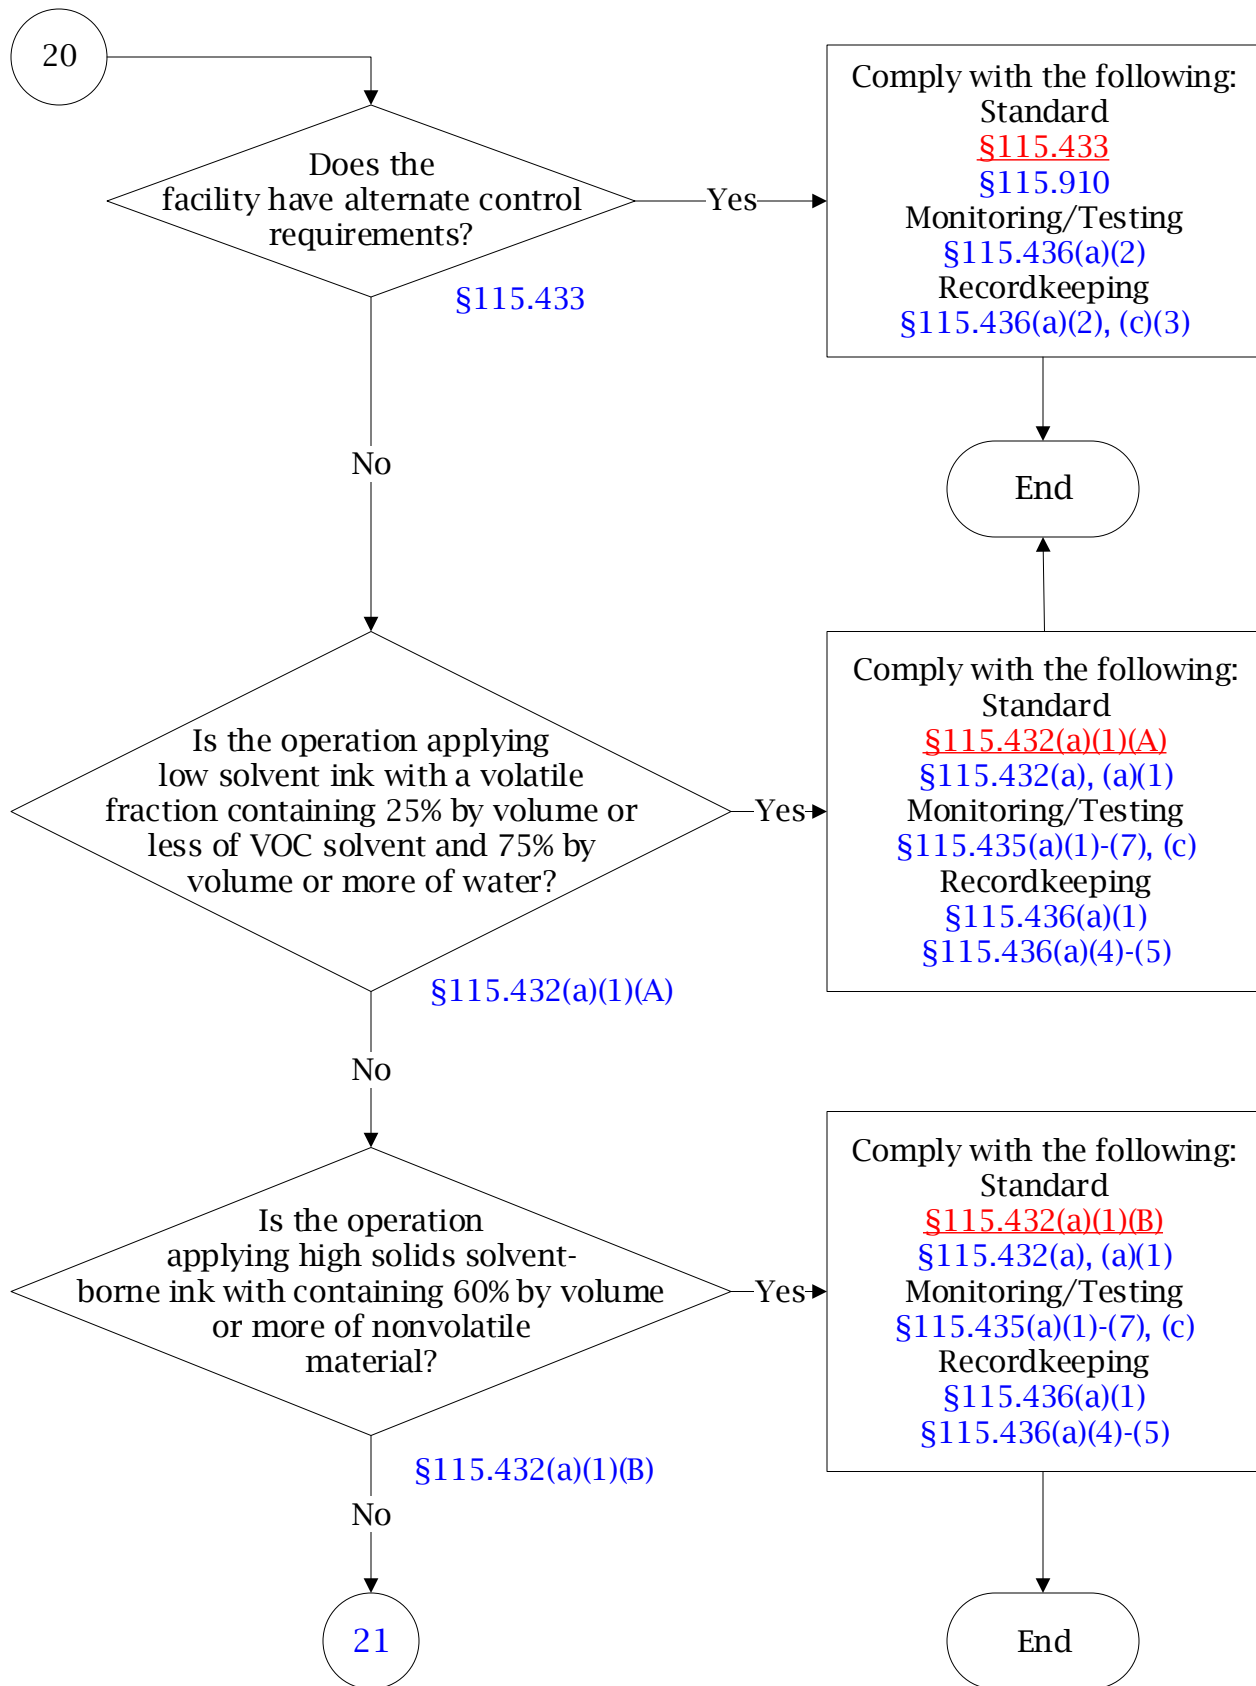 20
Does the
facility have alternate control
requirements?
§115.433
Yes
Comply with the following:
Standard
§115.433
§115.910
Monitoring/Testing
§115.436(a)(2)
Recordkeeping
§115.436(a)(2), (c)(3)
End
No
Is the operation applying
low solvent ink with a volatile
fraction containing 25% by volume or
less of VOC solvent and 75% by
volume or more of water?
§115.432(a)(1)(A)
Yes
Comply with the following:
Standard
§115.432(a)(1)(A)
§115.432(a), (a)(1)
Monitoring/Testing
§115.435(a)(1)-(7), (c)
Recordkeeping
§115.436(a)(1)
§115.436(a)(4)-(5)
No
Is the operation
applying high solids solvent-
borne ink with containing 60% by volume
or more of nonvolatile
material?
§115.432(a)(1)(B)
Yes
Comply with the following:
Standard
§115.432(a)(1)(B)
§115.432(a), (a)(1)
Monitoring/Testing
§115.435(a)(1)-(7), (c)
Recordkeeping
§115.436(a)(1)
§115.436(a)(4)-(5)
No
21
End